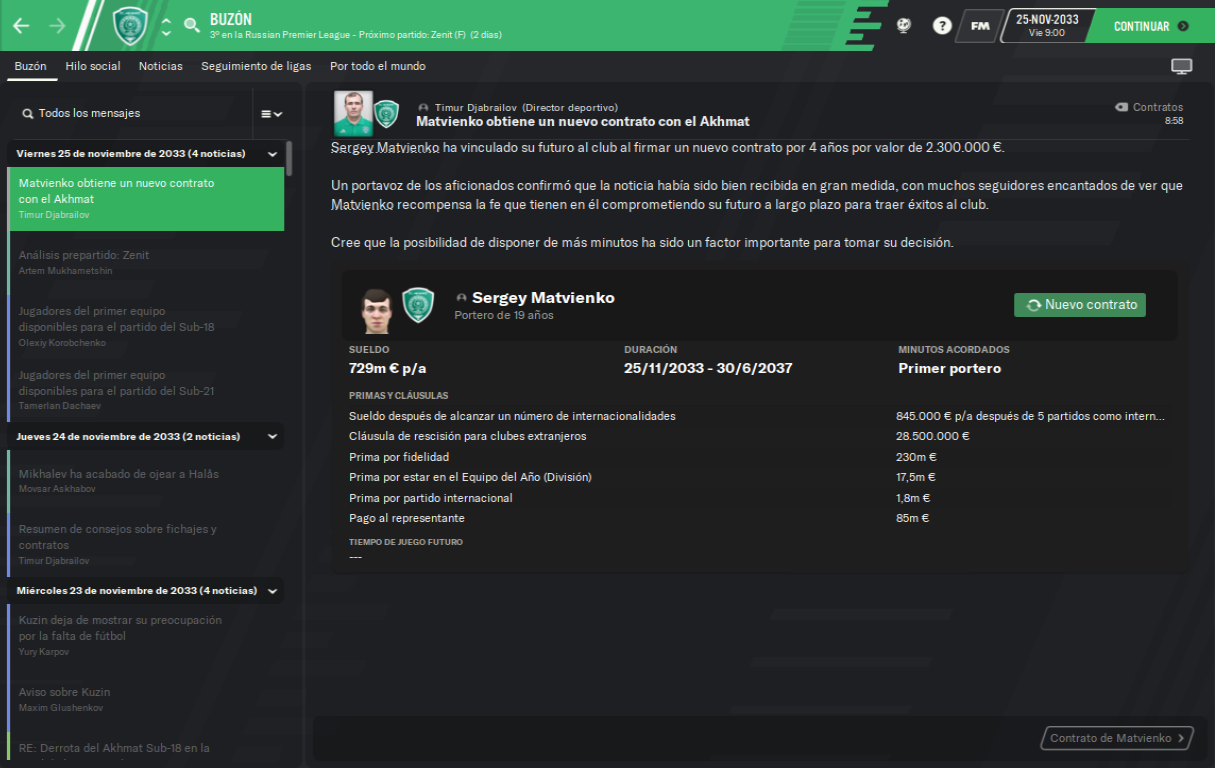 BUZÓN
3º en la Russian Premier League - Próximo partido: Zenit (F) (2 dias)
?
FM
25-NOV-2033
Vie 9:00
CONTINUAR
Buzón
Hilo social
Noticias
Seguimiento de ligas
Por todo el mundo
Todos los mensajes
Viernes 25 de noviembre de 2033 (4 noticias)
Matvienko obtiene un nuevo contrato
con el Akhmat
Timur Djabrailov
Análisis prepartido: Zenit
Artem Mukhametshin
Jugadores del primer equipo
disponibles para el partido del Sub-18
Olexiy Korobchenko
Jugadores del primer equipo
disponibles para el partido del Sub-21
Tamerlan Dachaev
Jueves 24 de noviembre de 2033 (2 noticias)
Mikhalev ha acabado de ojear a Halås
Movsar Askhabov
Resumen de consejos sobre fichajes y
contratos
Timur Djabrailov
Miércoles 23 de noviembre de 2033 (4 noticias)
Kuzin deja de mostrar su preocupación
por la falta de fútbol
Yury Karpov
Aviso sobre Kuzin
Maxim Glushenkov
RE: Derrota del Akhmat Sub-18 en la
Timur Djabrailov (Director deportivo)
Matvienko obtiene un nuevo contrato con el Akhmat
Contratos
8:58
Sergey Matvienko ha vinculado su futuro al club al firmar un nuevo contrato por 4 años por valor de 2.300.000 €.
Un portavoz de los aficionados confirmó que la noticia había sido bien recibida en gran medida, con muchos seguidores encantados de ver que
Matvienko recompensa la fe que tienen en él comprometiendo su futuro a largo plazo para traer éxitos al club.
Cree que la posibilidad de disponer de más minutos ha sido un factor importante para tomar su decisión.
Sergey Matvienko
Portero de 19 años
Nuevo contrato
SUELDO
729m € p/a
DURACIÓN
25/11/2033 - 30/6/2037
MINUTOS ACORDADOS
Primer portero
PRIMAS Y CLÁUSULAS
Sueldo después de alcanzar un número de internacionalidades 845.000 € p/a después de 5 partidos como intern...
Cláusula de rescisión para clubes extranjeros 28.500.000 €
Prima por fidelidad 230m €
Prima por estar en el Equipo del Año (División) 17,5m €
Prima por partido internacional 1,8m €
Pago al representante 85m €
TIEMPO DE JUEGO FUTURO
---
Contrato de Matvienko